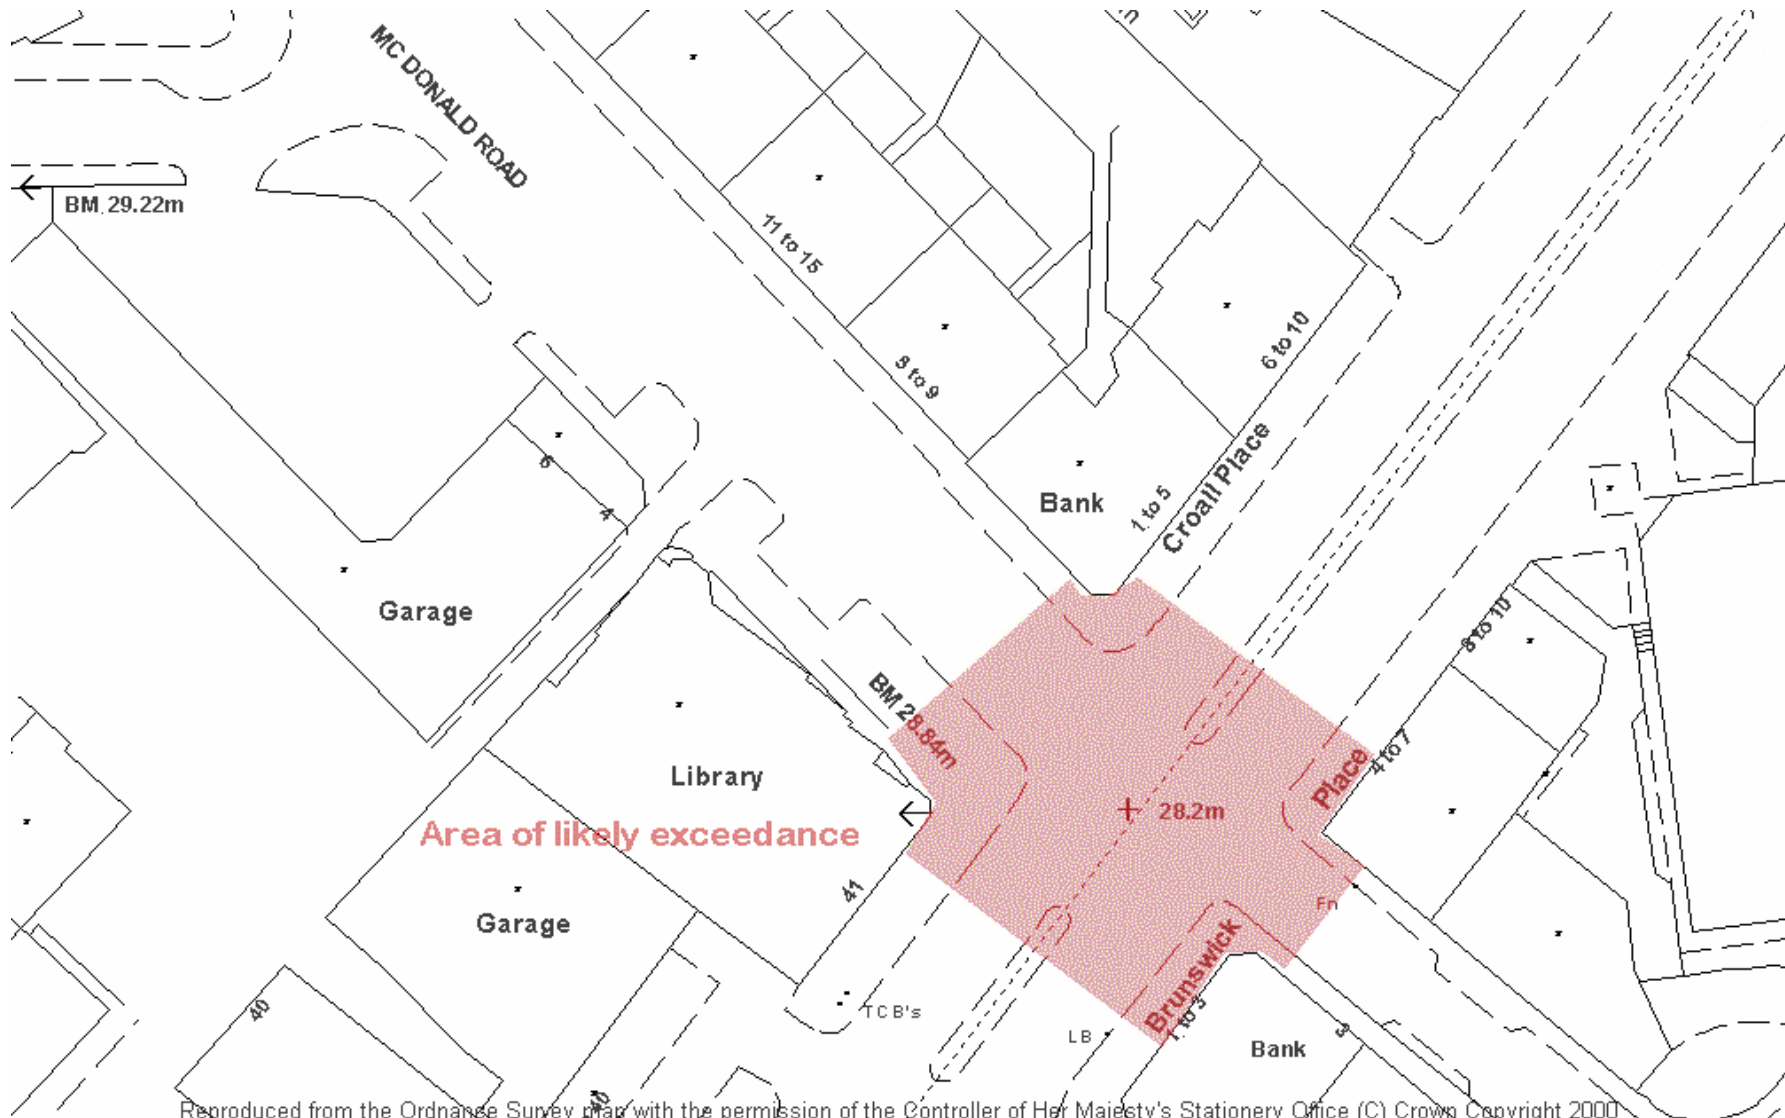 MC DONALD ROAD
BM 29.22m
11 to 15
8 to 9
6 to 10
Croall Place
1 to 5
Bank
6
4
Garage
BM 28.84m
8 to 10
4 to 7
Place
28.2m
Library
Area of likely exceedance
41
Garage
Fn
Brunswick
1 to 3
TCB's
LB
3
Bank
40
40
Reproduced from the Ordnance Survey map with the permission of the Controller of Her Majesty's Stationery Office (C) Crown Copyright 2000